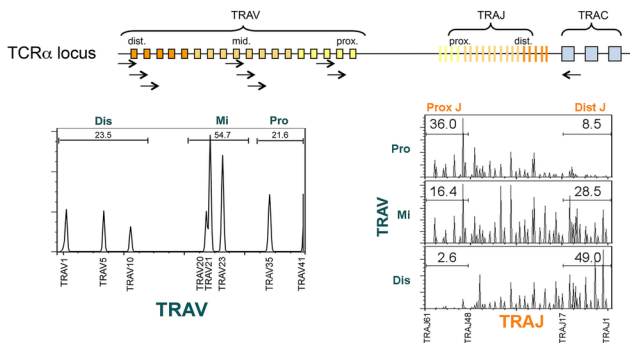 TRAV
TRAJ
TRAC
dist.
mid.
prox.
prox.
dist.
TCRα locus
Dis
Mi
Pro
23.5
54.7
21.6
TRAV1
TRAV5
TRAV10
TRAV20
TRAV21
TRAV23
TRAV35
TRAV41
TRAV
Prox J
Dist J
Pro
36.0
8.5
TRAV
Mi
16.4
28.5
Dis
2.6
49.0
TRAJ61
TRAJ48
TRAJ17
TRAJ1
TRAJ